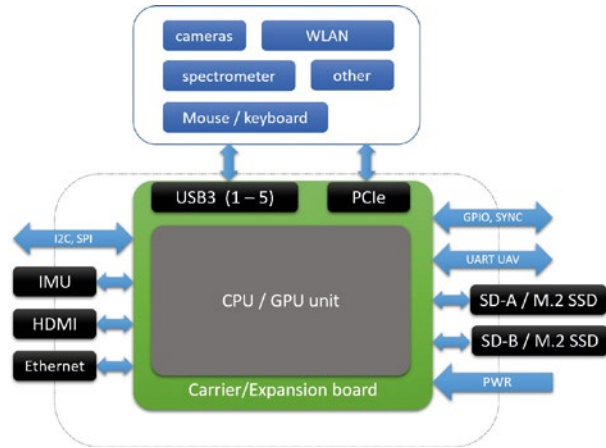 cameras
WLAN
spectrometer
other
Mouse / keyboard
USB3 (1 – 5)
PCIe
I2C, SPI
GPIO, SYNC
UART UAV
IMU
HDMI
Ethernet
CPU / GPU unit
SD-A / M.2 SSD
SD-B / M.2 SSD
PWR
Carrier/Expansion board